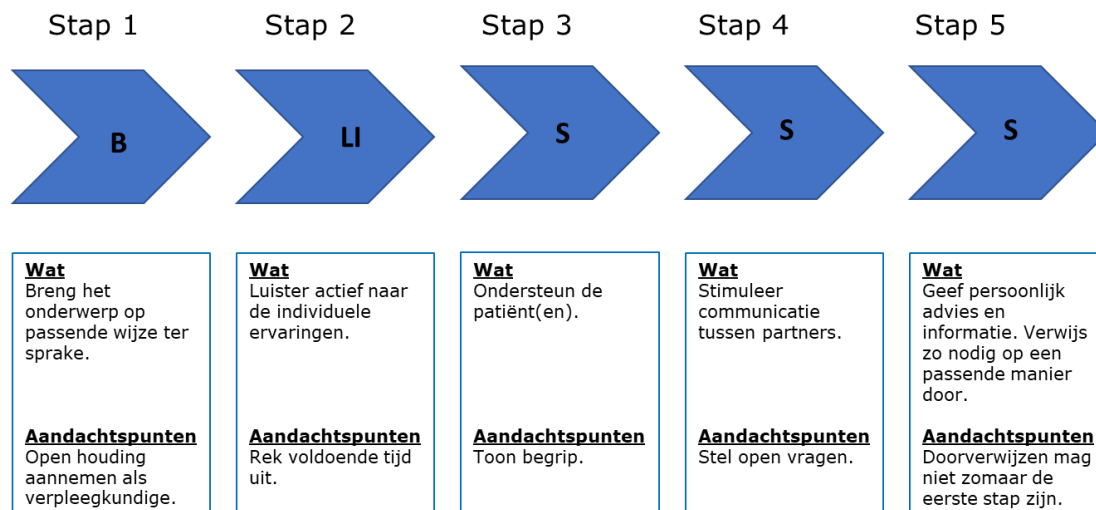 Stap 1
Stap 2
Stap 3
Stap 4
Stap 5
B
LI
S
S
S
Wat
Breng het
onderwerp op
passende wijze ter
sprake.
Aandachtspunten
Open houding
aannemen als
verpleegkundige.
Wat
Luister actief naar
de individuele
ervaringen.
Aandachtspunten
Rek voldoende tijd
uit.
Wat
Ondersteun de
patiënt(en).
Aandachtspunten
Toon begrip.
Wat
Stimuleer
communicatie
tussen partners.
Aandachtspunten
Stel open vragen.
Wat
Geef persoonlijk
advies en
informatie. Verwijs
zo nodig op een
passende manier
door.
Aandachtspunten
Doorverwijzen mag
niet zomaar de
eerste stap zijn.